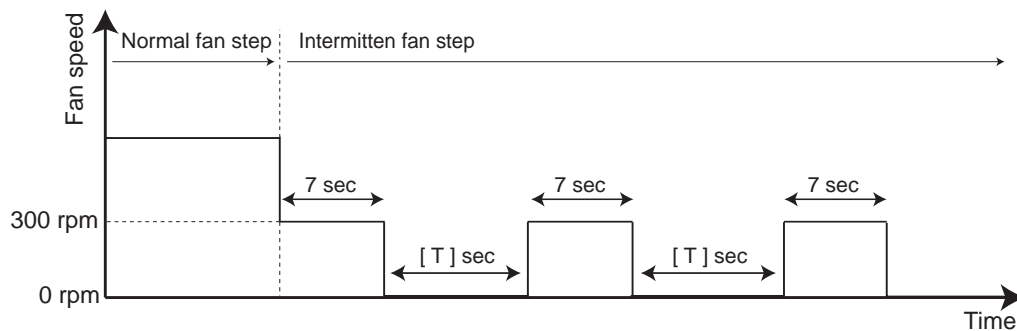 Fan speed
Normal fan step
Intermitten fan step
7 sec
7 sec
7 sec
300 rpm
[ T ] sec
[ T ] sec
0 rpm
Time